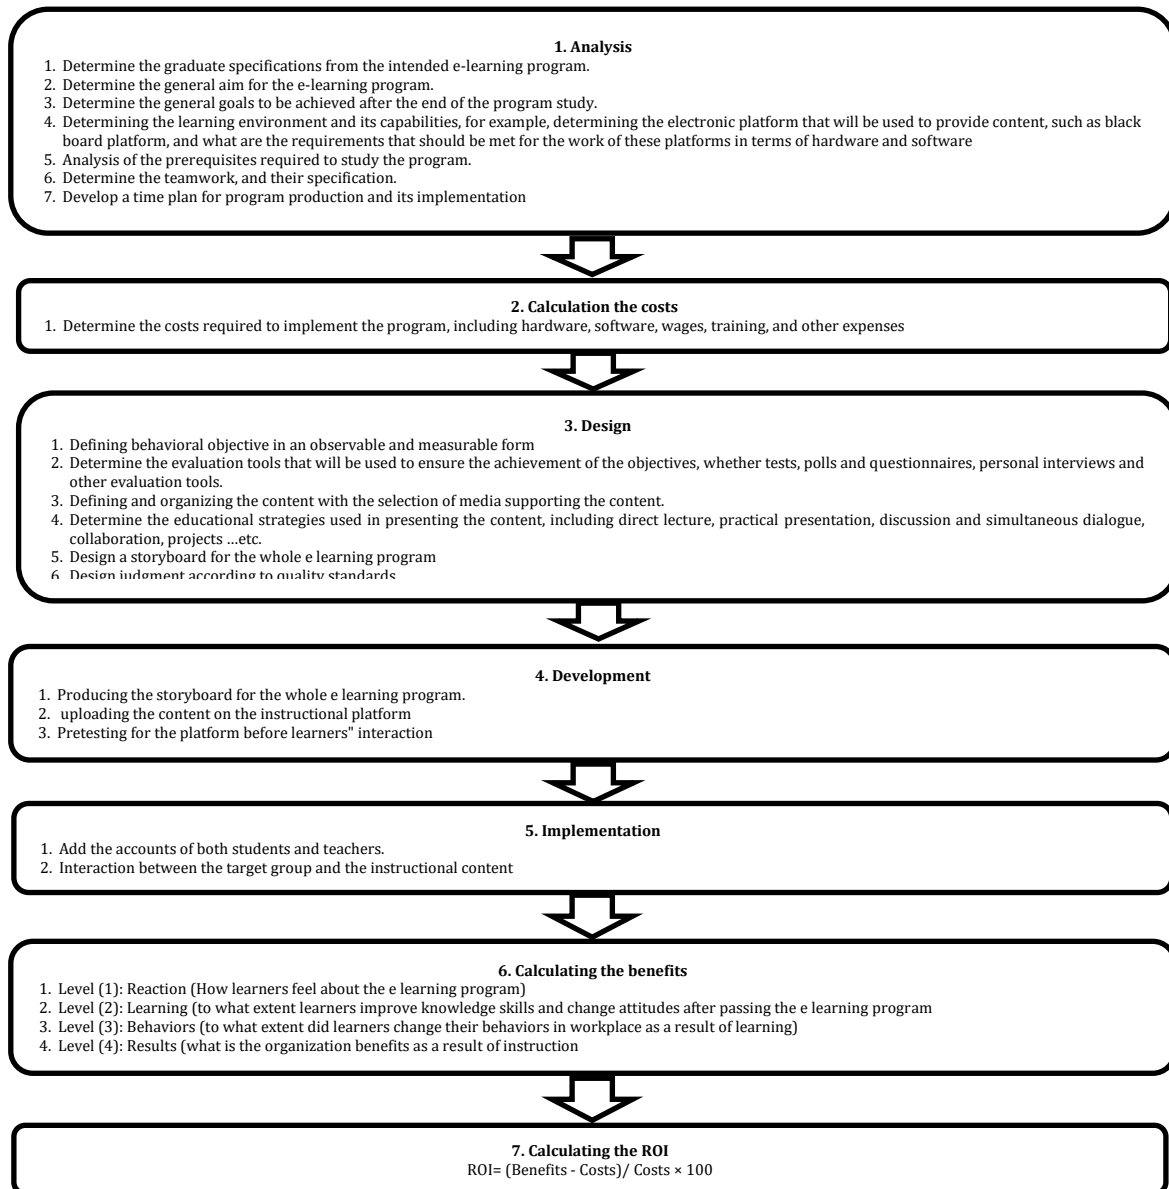 1. Analysis
1. Determine the graduate specifications from the intended e-learning program.
2. Determine the general aim for the e-learning program.
3. Determine the general goals to be achieved after the end of the program study.
4. Determining the learning environment and its capabilities, for example, determining the electronic platform that will be used to provide content, such as black
board platform, and what are the requirements that should be met for the work of these platforms in terms of hardware and software
5. Analysis of the prerequisites required to study the program.
6. Determine the teamwork, and their specification.
7. Develop a time plan for program production and its implementation
2. Calculation the costs
1. Determine the costs required to implement the program, including hardware, software, wages, training, and other expenses
3. Design
1. Defining behavioral objective in an observable and measurable form
2. Determine the evaluation tools that will be used to ensure the achievement of the objectives, whether tests, polls and questionnaires, personal interviews and
other evaluation tools.
3. Defining and organizing the content with the selection of media supporting the content.
4. Determine the educational strategies used in presenting the content, including direct lecture, practical presentation, discussion and simultaneous dialogue,
collaboration, projects ...etc.
5. Design a storyboard for the whole e learning program
6. Design judgment according to quality standards
4. Development
1. Producing the storyboard for the whole e learning program.
2. uploading the content on the instructional platform
3. Pretesting for the platform before learners" interaction
5. Implementation
1. Add the accounts of both students and teachers.
2. Interaction between the target group and the instructional content
6. Calculating the benefits
1. Level (1): Reaction (How learners feel about the e learning program)
2. Level (2): Learning (to what extent learners improve knowledge skills and change attitudes after passing the e learning program
3. Level (3): Behaviors (to what extent did learners change their behaviors in workplace as a result of learning)
4. Level (4): Results (what is the organization benefits as a result of instruction
7. Calculating the ROI
ROI= (Benefits - Costs)/ Costs × 100